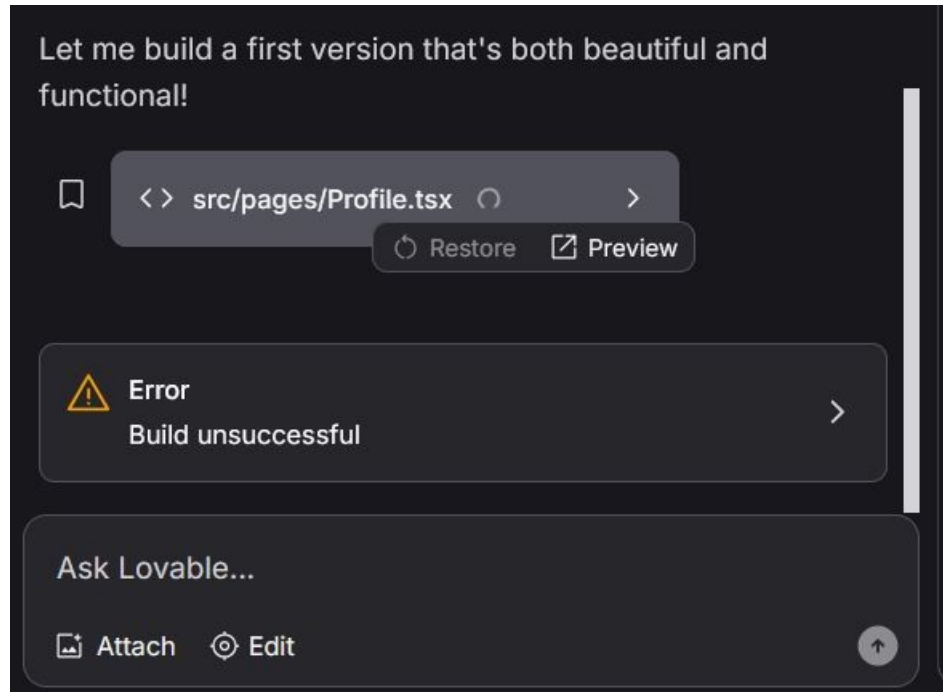 Let me build a first version that's both beautiful and
functional!
<> src/pages/Profile.tsx
Restore Preview
Error
Build unsuccessful
Ask Lovable...
Attach Edit